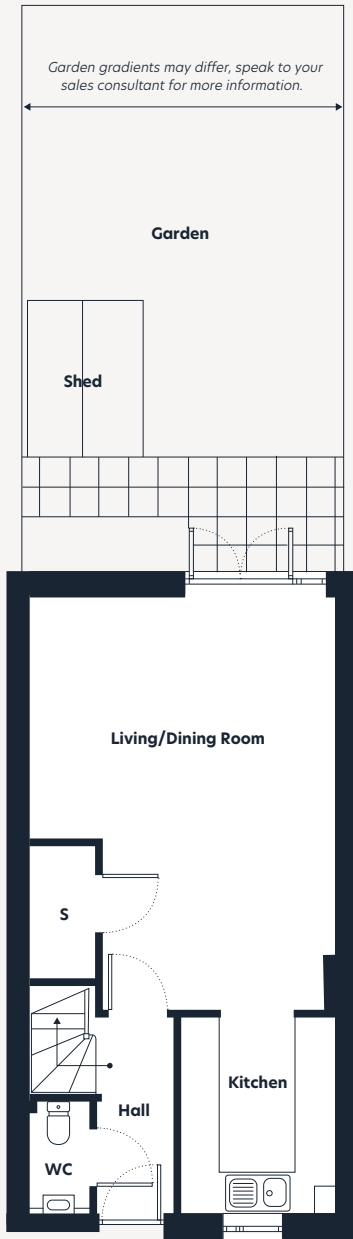 Garden gradients may differ, speak to your
sales consultant for more information.
Garden
Shed
Living/Dining Room
S
Kitchen
Hall
WC